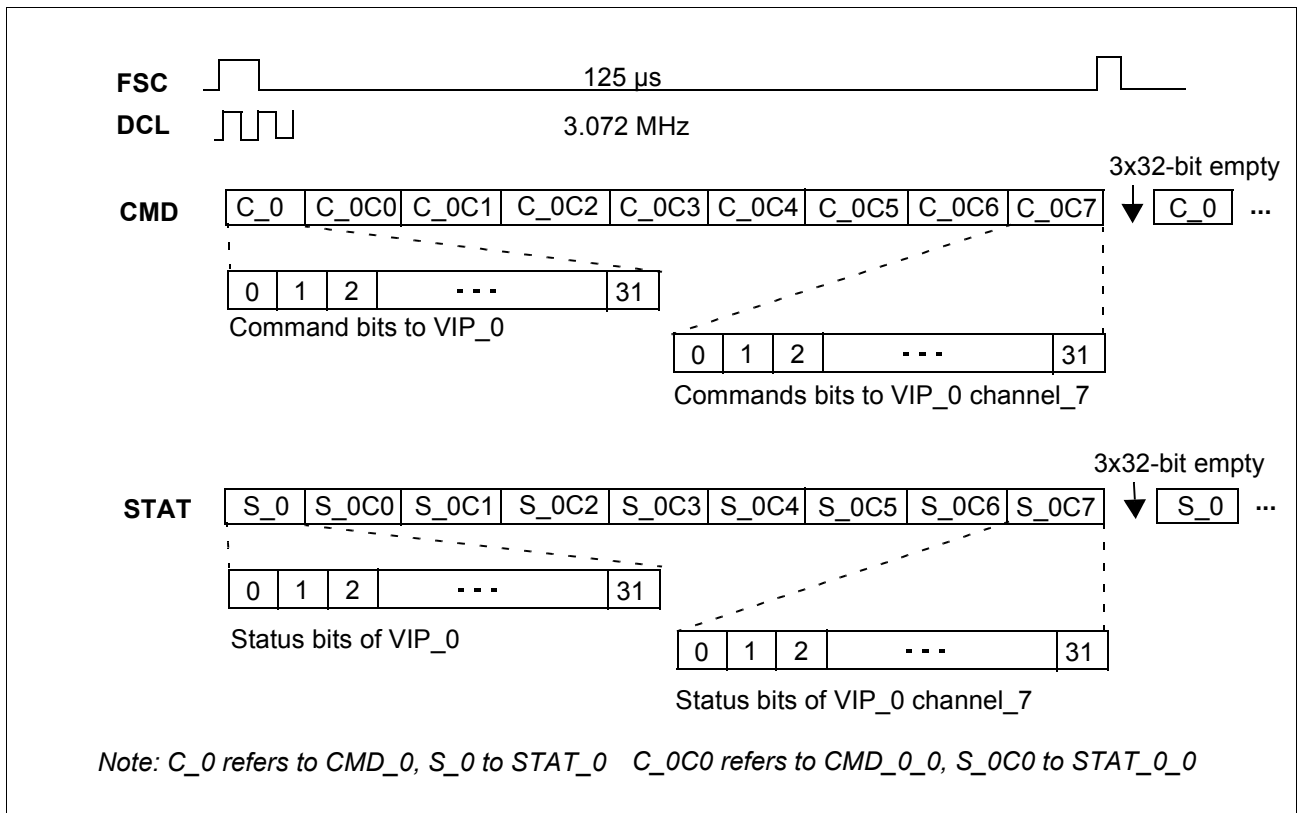 FSC 125 µs
DCL 3.072 MHz
3x32-bit empty
CMD C_0 C_0C0 C_0C1 C_0C2 C_0C3 C_0C4 C_0C5 C_0C6 C_0C7 C_0 ...
0 1 2 - - - 31
Command bits to VIP_0
0 1 2 - - - 31
Commands bits to VIP_0 channel_7
3x32-bit empty
STAT S_0 S_0C0 S_0C1 S_0C2 S_0C3 S_0C4 S_0C5 S_0C6 S_0C7 S_0 ...
0 1 2 - - - 31
Status bits of VIP_0
0 1 2 - - - 31
Status bits of VIP_0 channel_7
Note: C_0 refers to CMD_0, S_0 to STAT_0 C_0C0 refers to CMD_0_0, S_0C0 to STAT_0_0